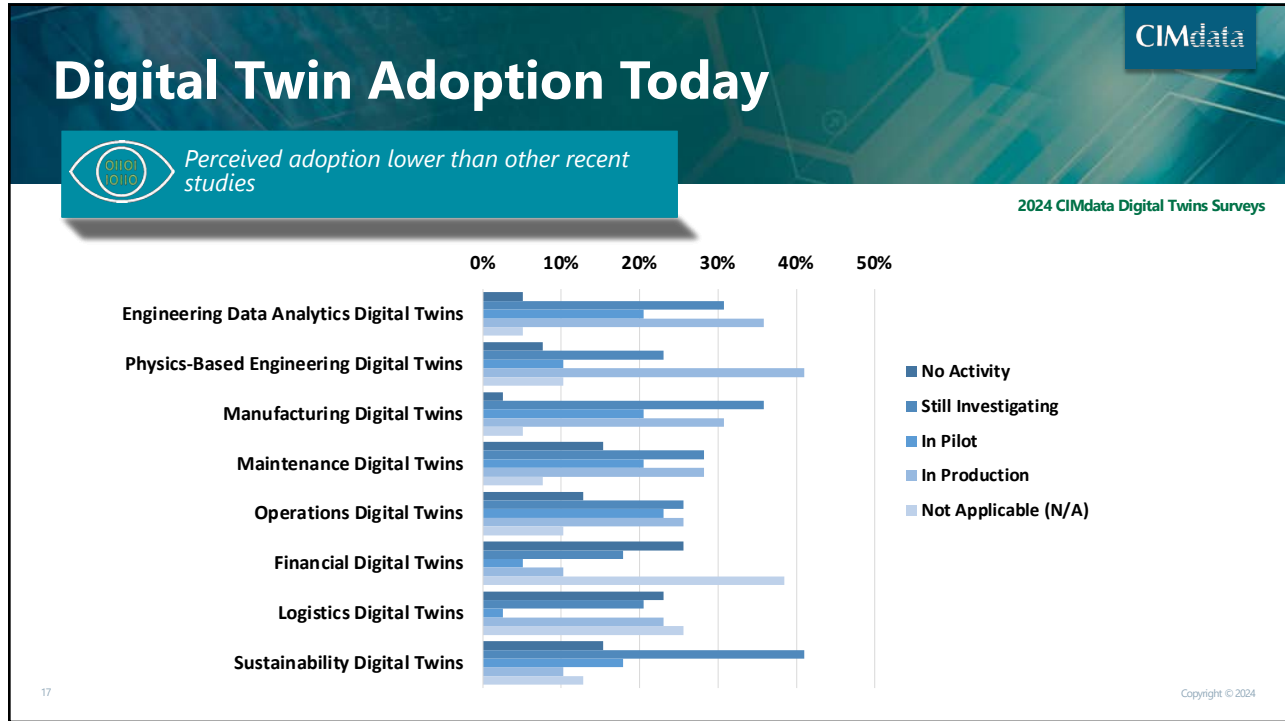 CIMdata
Digital Twin Adoption Today
01101
10110
Perceived adoption lower than other recent
studies
2024 CIMdata Digital Twins Surveys
0% 10% 20% 30% 40% 50%
Engineering Data Analytics Digital Twins
Physics-Based Engineering Digital Twins
Manufacturing Digital Twins
Maintenance Digital Twins
Operations Digital Twins
Financial Digital Twins
Logistics Digital Twins
Sustainability Digital Twins
No Activity
Still Investigating
In Pilot
In Production
Not Applicable (N/A)
17
Copyright © 2024